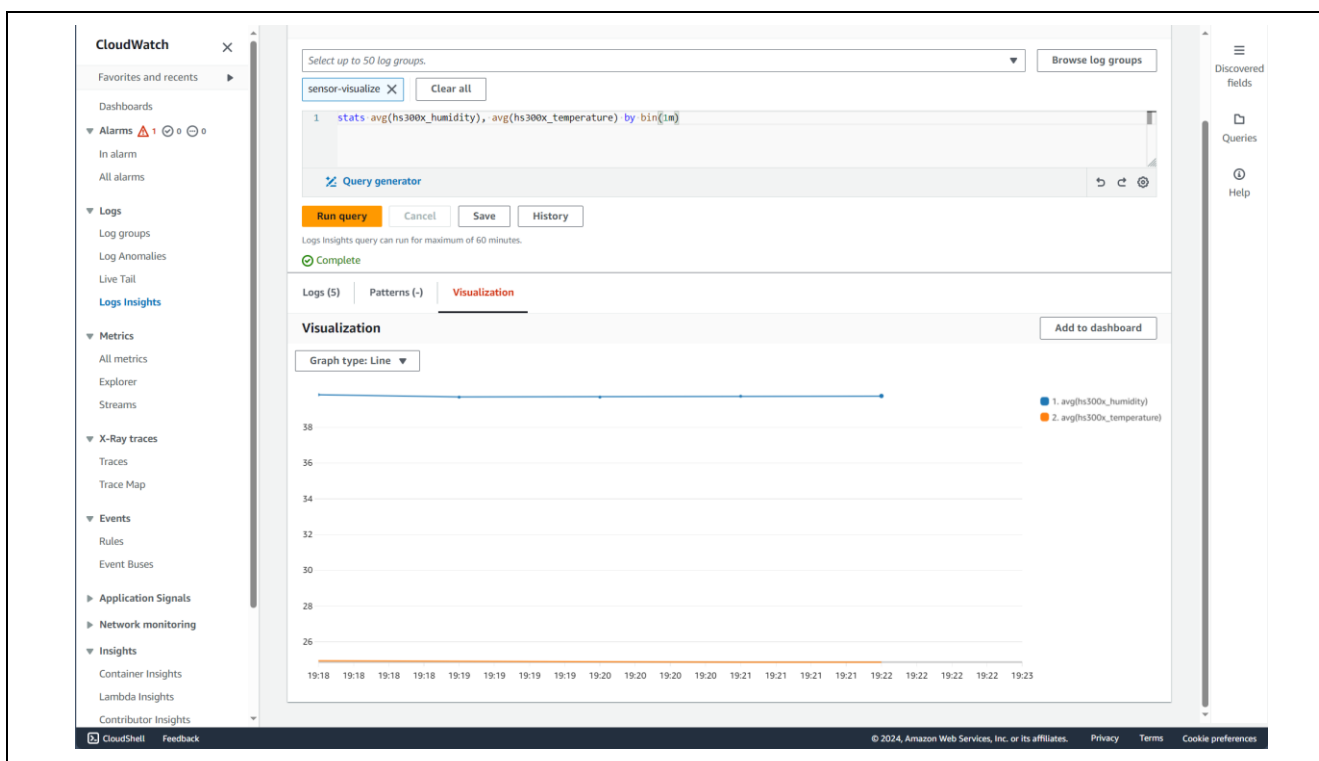 CloudWatch
Favorites and recents
Dashboards
Alarms 1 0 0
In alarm
All alarms
Logs
Log groups
Log Anomalies
Live Tail
Logs Insights
Metrics
All metrics
Explorer
Streams
X-Ray traces
Traces
Trace Map
Events
Rules
Event Buses
Application Signals
Network monitoring
Insights
Container Insights
Lambda Insights
Contributor Insights
Select up to 50 log groups.
Browse log groups
sensor-visualize
Clear all
1 stats avg(hs300x_humidity), avg(hs300x_temperature) by bin(1m)
Query generator
Run query Cancel Save History
Logs Insights query can run for maximum of 60 minutes.
Complete
Logs (5) Patterns (-) Visualization
Visualization
Add to dashboard
Graph type: Line
38
36
34
32
30
28
26
19:18 19:18 19:18 19:18 19:19 19:19 19:19 19:19 19:20 19:20 19:20 19:20 19:21 19:21 19:21 19:21 19:22 19:22 19:22 19:22 19:23
1. avg(hs300x_humidity)
2. avg(hs300x_temperature)
Discovered
fields
Queries
Help
CloudShell Feedback
© 2024, Amazon Web Services, Inc. or its affiliates. Privacy Terms Cookie preferences